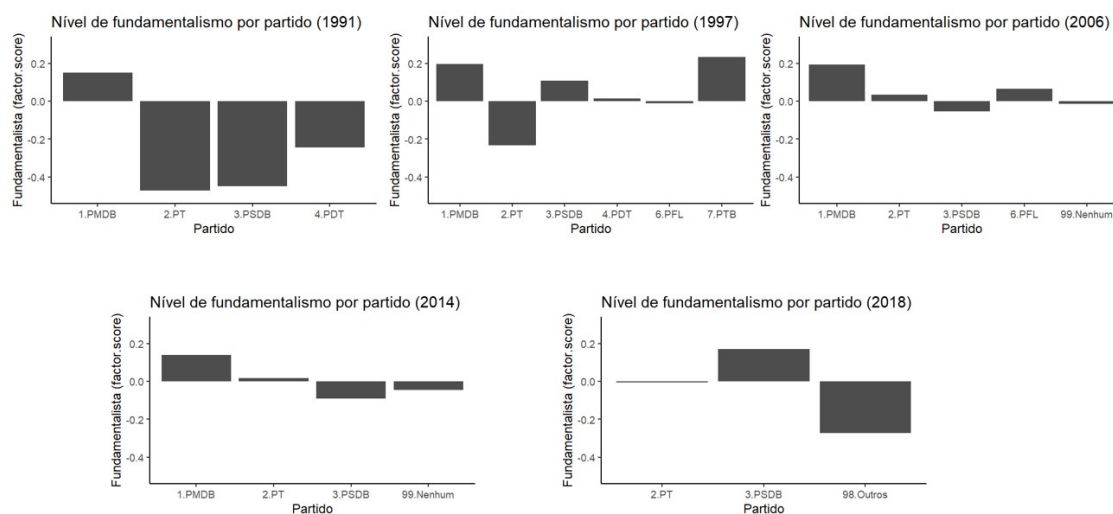 Nível de fundamentalismo por partido (1991)
Fundamentalista (factor.score)
0.2
0.0
-0.2
-0.4
1.PMDB 2.PT 3.PSDB 4.PDT
Partido
Nível de fundamentalismo por partido (1997)
Fundamentalista (factor.score)
0.2
0.0
-0.2
-0.4
1.PMDB 2.PT 3.PSDB 4.PDT 6.PFL 7.PTB
Partido
Nível de fundamentalismo por partido (2006)
Fundamentalista (factor.score)
0.2
0.0
-0.2
-0.4
1.PMDB 2.PT 3.PSDB 6.PFL 99.Nenhum
Partido
Nível de fundamentalismo por partido (2014)
Fundamentalista (factor.score)
0.2
0.0
-0.2
-0.4
1.PMDB 2.PT 3.PSDB 99.Nenhum
Partido
Nível de fundamentalismo por partido (2018)
Fundamentalista (factor.score)
0.2
0.0
-0.2
-0.4
2.PT 3.PSDB 98.Outros
Partido